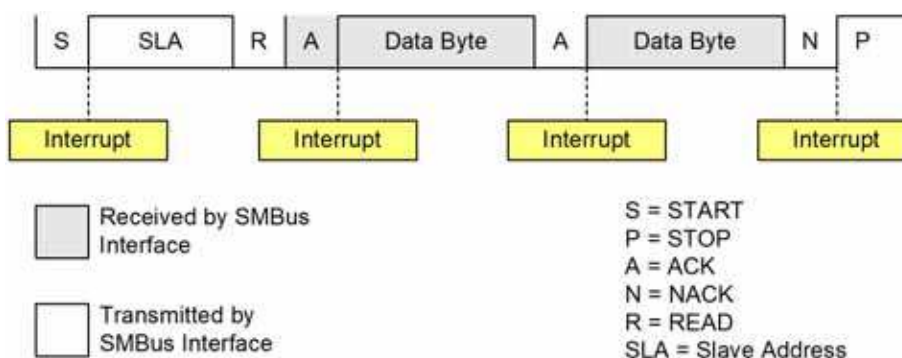 S SLA R A Data Byte A Data Byte N P
Interrupt Interrupt Interrupt Interrupt
Received by SMBus
Interface
Transmitted by
SMBus Interface
S = START
P = STOP
A = ACK
N = NACK
R = READ
SLA = Slave Address